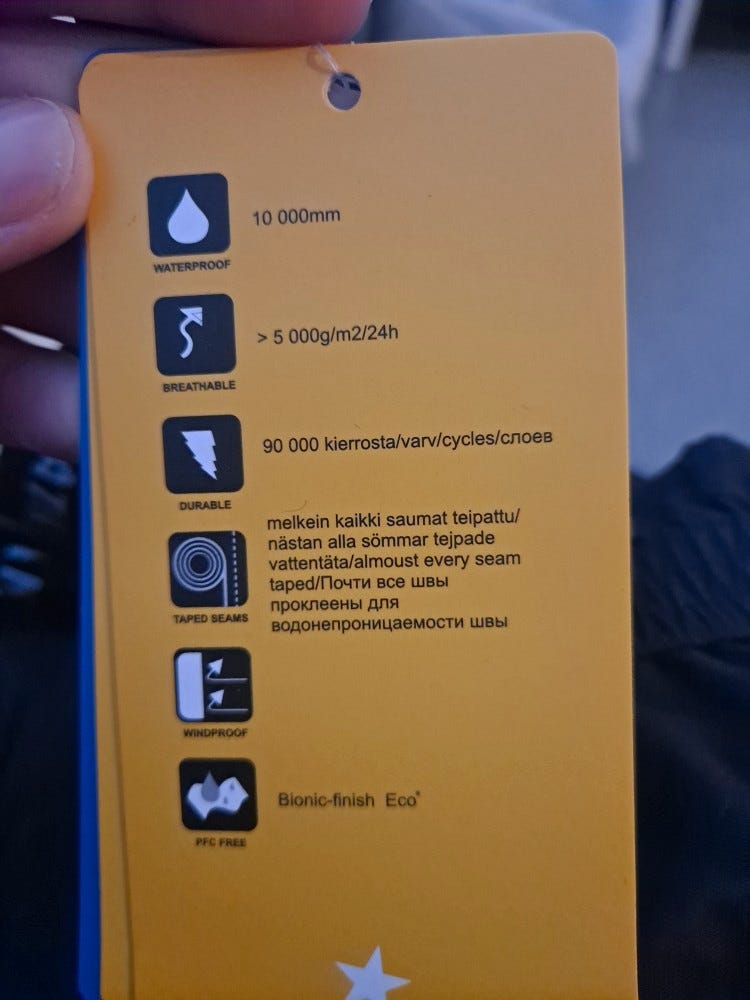 10 000mm
WATERPROOF
> 5 000g/m2/24h
BREATHABLE
90 000 kierrosta/varv/cycles/слоев
DURABLE
melkein kaikki saumat teipattu/
nästan alla sömmar tejpade
vattentäta/almoust every seam
taped/Почти все швы
проклеены для
водонепроницаемости швы
TAPED SEAMS
WINDPROOF
Bionic-finish Eco®
PFC FREE